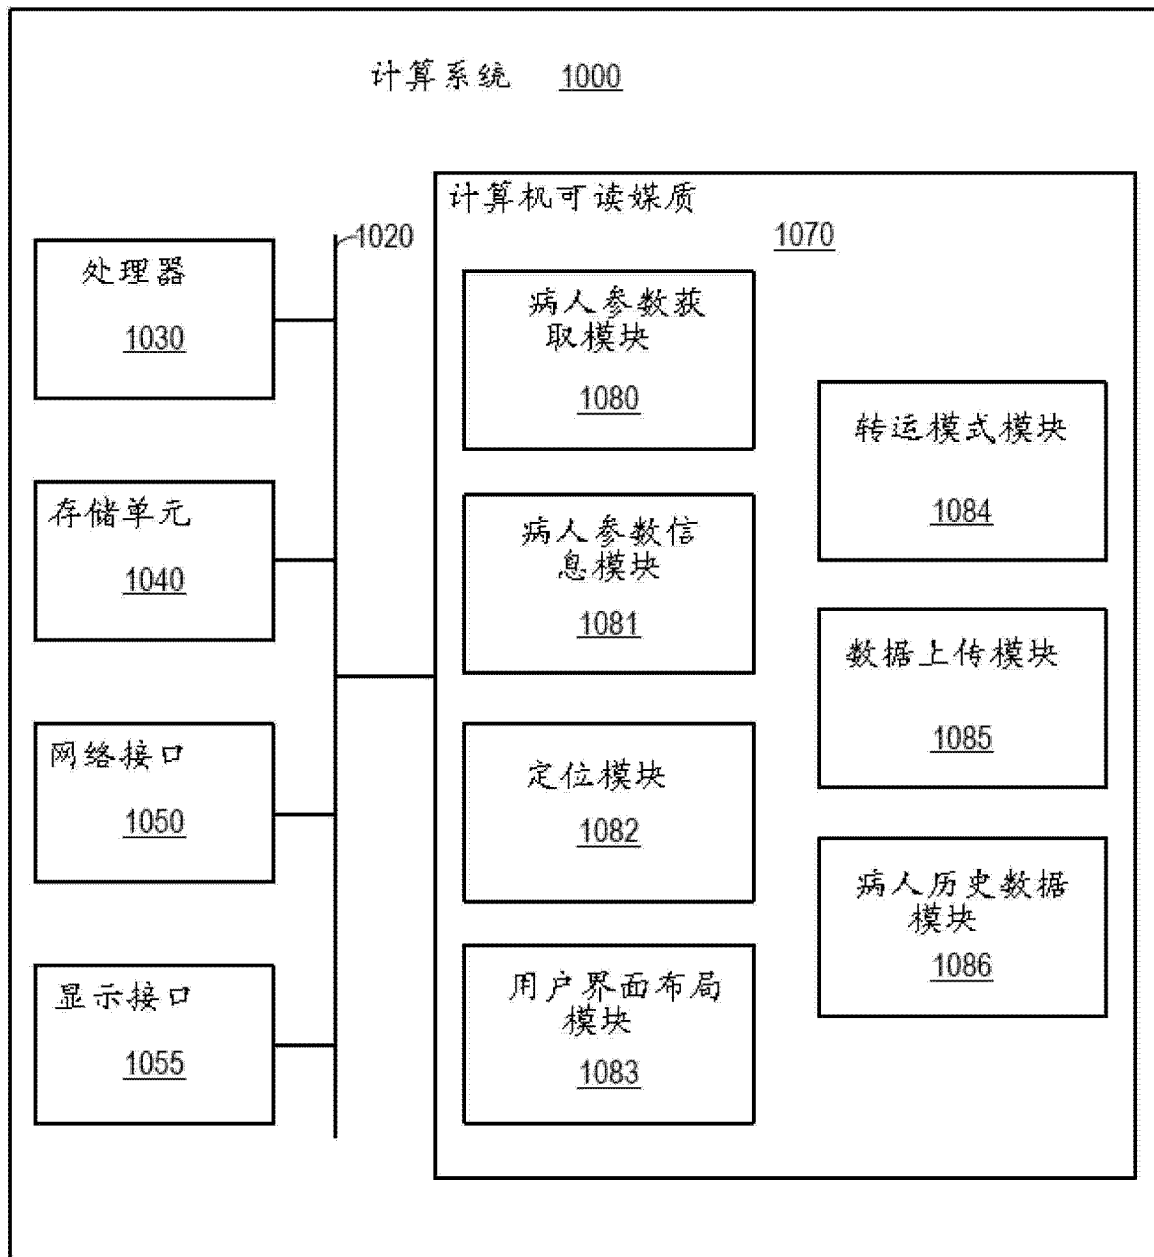 计算系统 1000
处理器
1030
存储单元
1040
网络接口
1050
显示接口
1055
1020
计算机可读媒质
1070
病人参数获
取模块
1080
病人参数信
息模块
1081
定位模块
1082
用户界面布局
模块
1083
转运模式模块
1084
数据上传模块
1085
病人历史数据
模块
1086